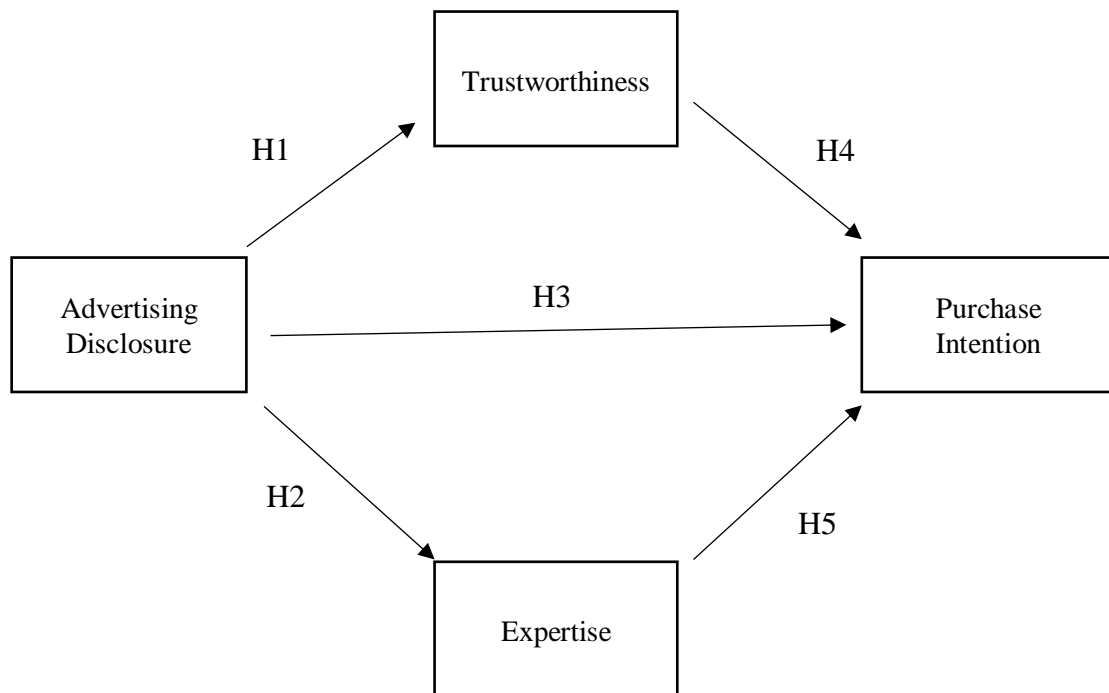 Trustworthiness
H1
H4
Advertising
Disclosure
H3
Purchase
Intention
H2
H5
Expertise